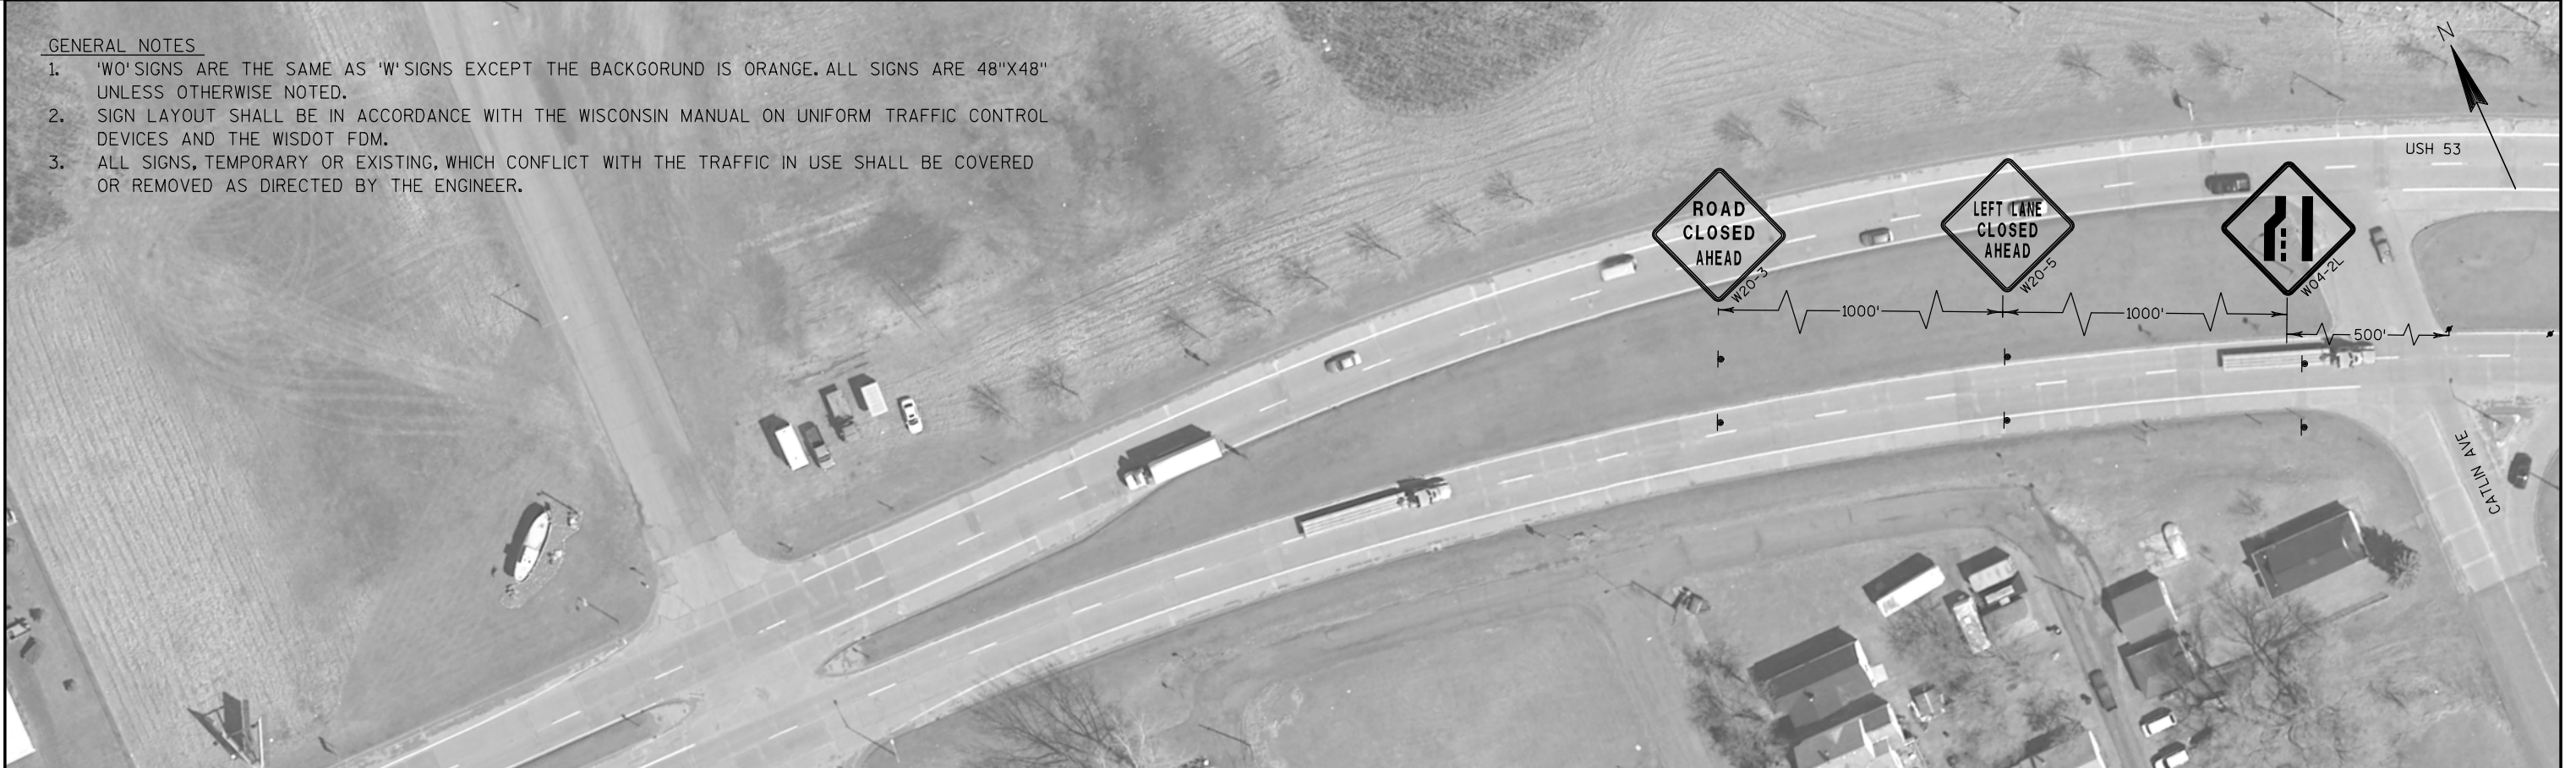 GENERAL NOTES
1. 'WO' SIGNS ARE THE SAME AS 'W' SIGNS EXCEPT THE BACKGORUND IS ORANGE. ALL SIGNS ARE 48"X48"
UNLESS OTHERWISE NOTED.
2. SIGN LAYOUT SHALL BE IN ACCORDANCE WITH THE WISCONSIN MANUAL ON UNIFORM TRAFFIC CONTROL
DEVICES AND THE WISDOT FDM.
3. ALL SIGNS, TEMPORARY OR EXISTING, WHICH CONFLICT WITH THE TRAFFIC IN USE SHALL BE COVERED
OR REMOVED AS DIRECTED BY THE ENGINEER.
N
USH 53
ROAD
CLOSED
AHEAD
W20-3
LEFT LANE
CLOSED
AHEAD
W20-5
W04-2L
1000'
1000'
500'
CATLIN AVE